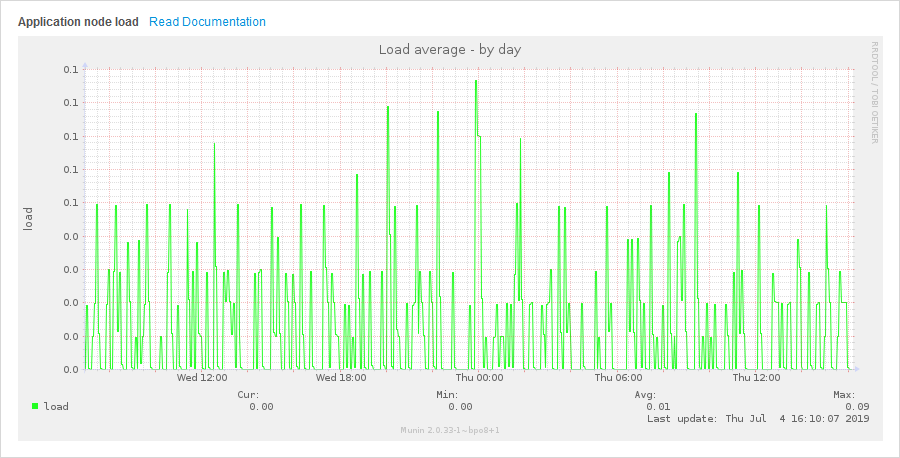 Application node load Read Documentation
Load average - by day
RRDTOOL / TOBI OETIKER
load
0.1
0.1
0.1
0.1
0.1
0.0
0.0
0.0
0.0
0.0
Wed 12:00 Wed 18:00 Thu 00:00 Thu 06:00 Thu 12:00
Cur: Min: Avg: Max:
load 0.00 0.00 0.01 0.09
Last update: Thu Jul 4 16:10:07 2019
Munin 2.0.33-1~bpo8+1